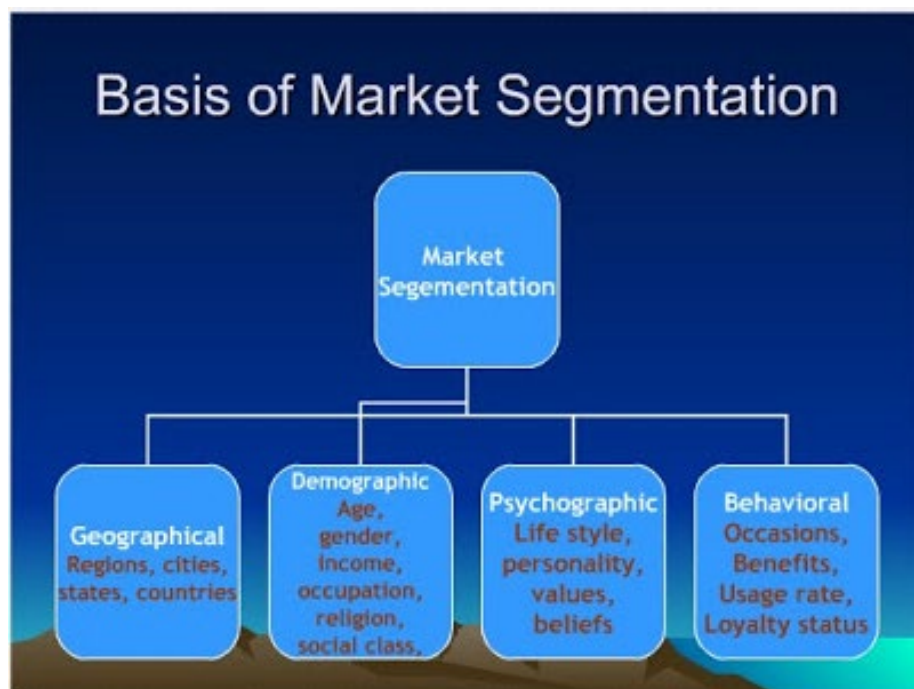 Basis of Market Segmentation
Market
Segementation
Geographical
Regions, cities,
states, countries
Demographic
Age,
gender,
income,
occupation,
religion,
social class,
Psychographic
Life style,
personality,
values,
beliefs
Behavioral
Occasions,
Benefits,
Usage rate,
Loyalty status